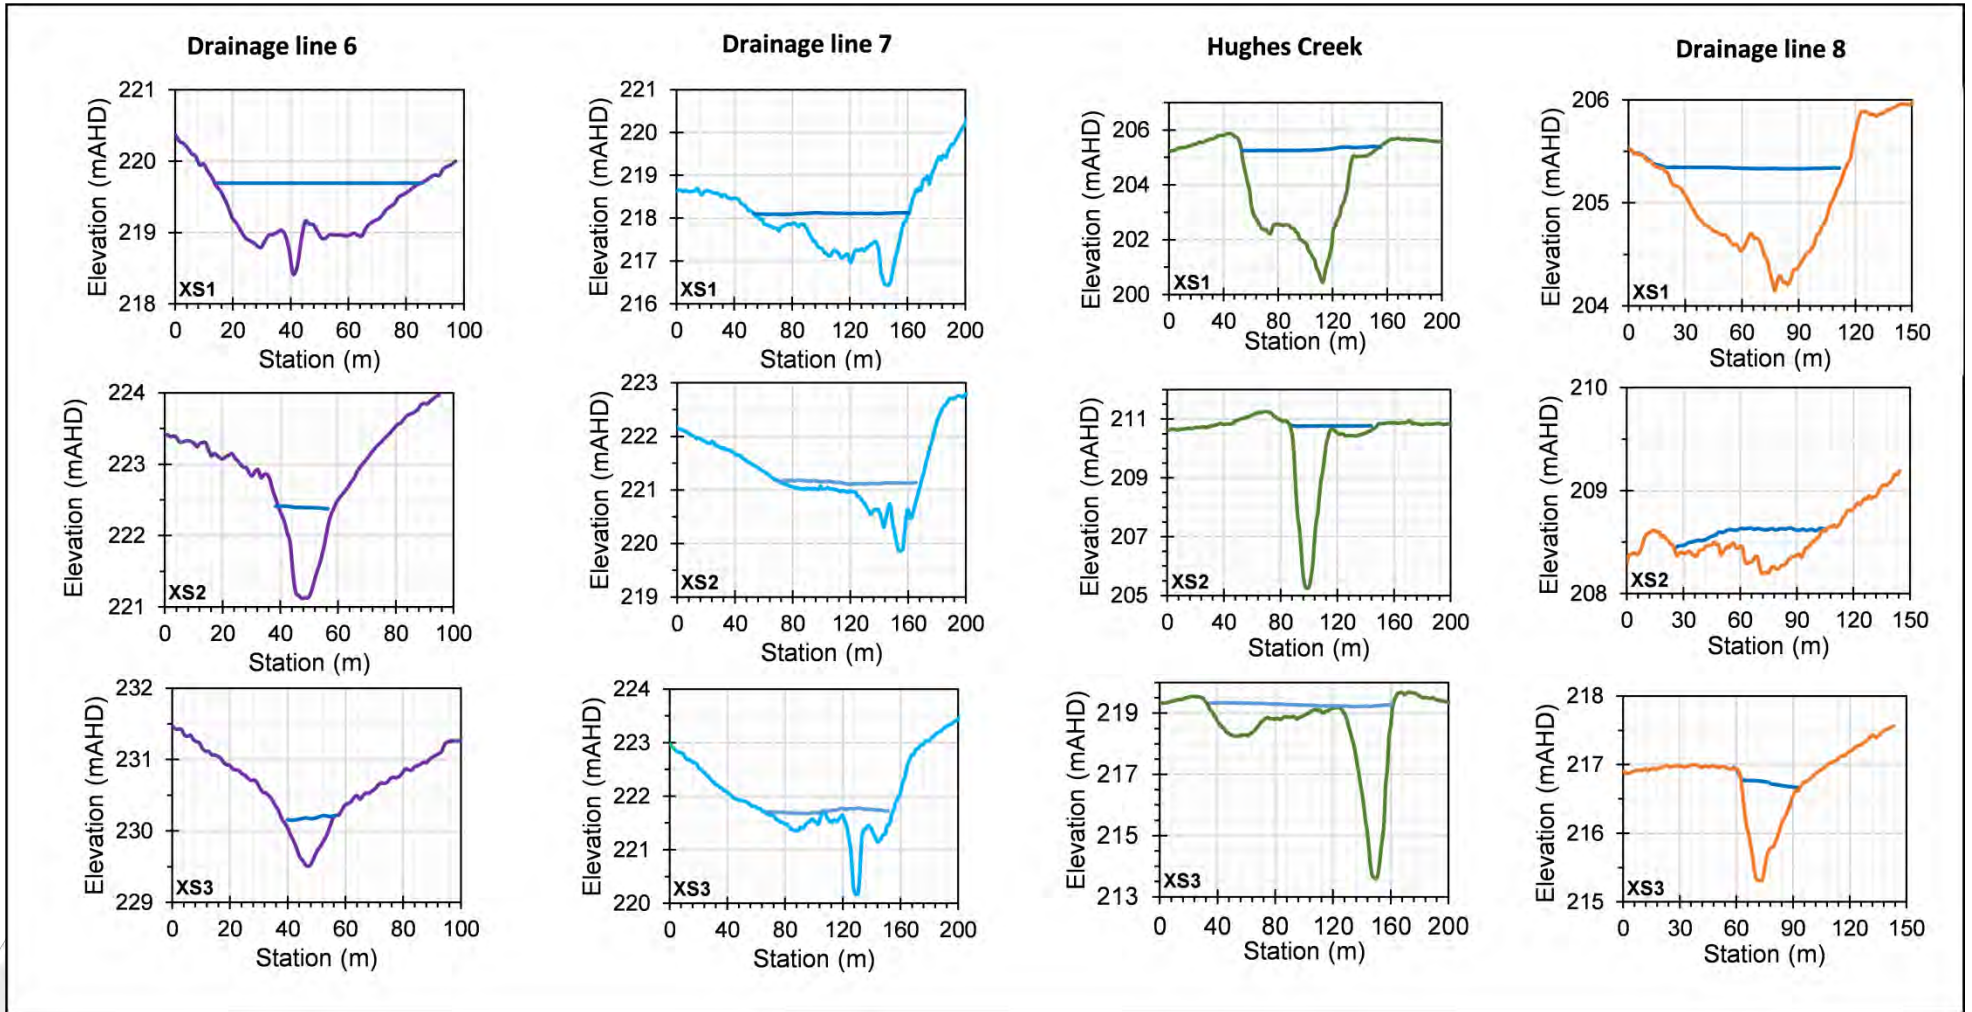 Drainage line 6
Drainage line 7
Hughes Creek
Drainage line 8
Elevation (mAHD)
221
220
219
218
XS1
0 20 40 60 80 100
Station (m)
Elevation (mAHD)
221
220
219
218
217
216
XS1
0 40 80 120 160 200
Station (m)
Elevation (mAHD)
206
204
202
200
XS1
0 40 80 120 160 200
Station (m)
Elevation (mAHD)
206
205
204
XS1
0 30 60 90 120 150
Station (m)
Elevation (mAHD)
224
223
222
221
XS2
0 20 40 60 80 100
Station (m)
Elevation (mAHD)
223
222
221
220
219
XS2
0 40 80 120 160 200
Station (m)
Elevation (mAHD)
211
209
207
205
XS2
0 40 80 120 160 200
Station (m)
Elevation (mAHD)
210
209
208
XS2
0 30 60 90 120 150
Station (m)
Elevation (mAHD)
232
231
230
229
XS3
0 20 40 60 80 100
Station (m)
Elevation (mAHD)
224
223
222
221
220
XS3
0 40 80 120 160 200
Station (m)
Elevation (mAHD)
219
217
215
213
XS3
0 40 80 120 160 200
Station (m)
Elevation (mAHD)
218
217
216
215
XS3
0 30 60 90 120 150
Station (m)